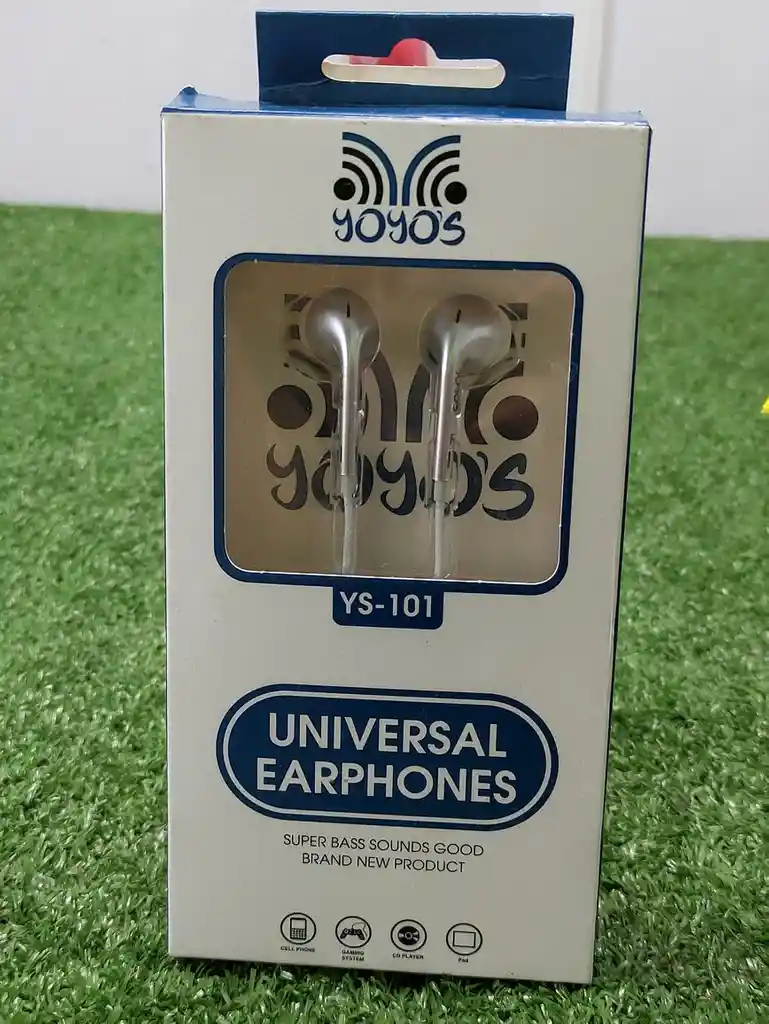 YOYO'S
YOYO'S
YS-101
UNIVERSAL
EARPHONES
SUPER BASS SOUNDS GOOD
BRAND NEW PRODUCT
CELL PHONE
GAMING
SYSTEM
CD PLAYER
Pad